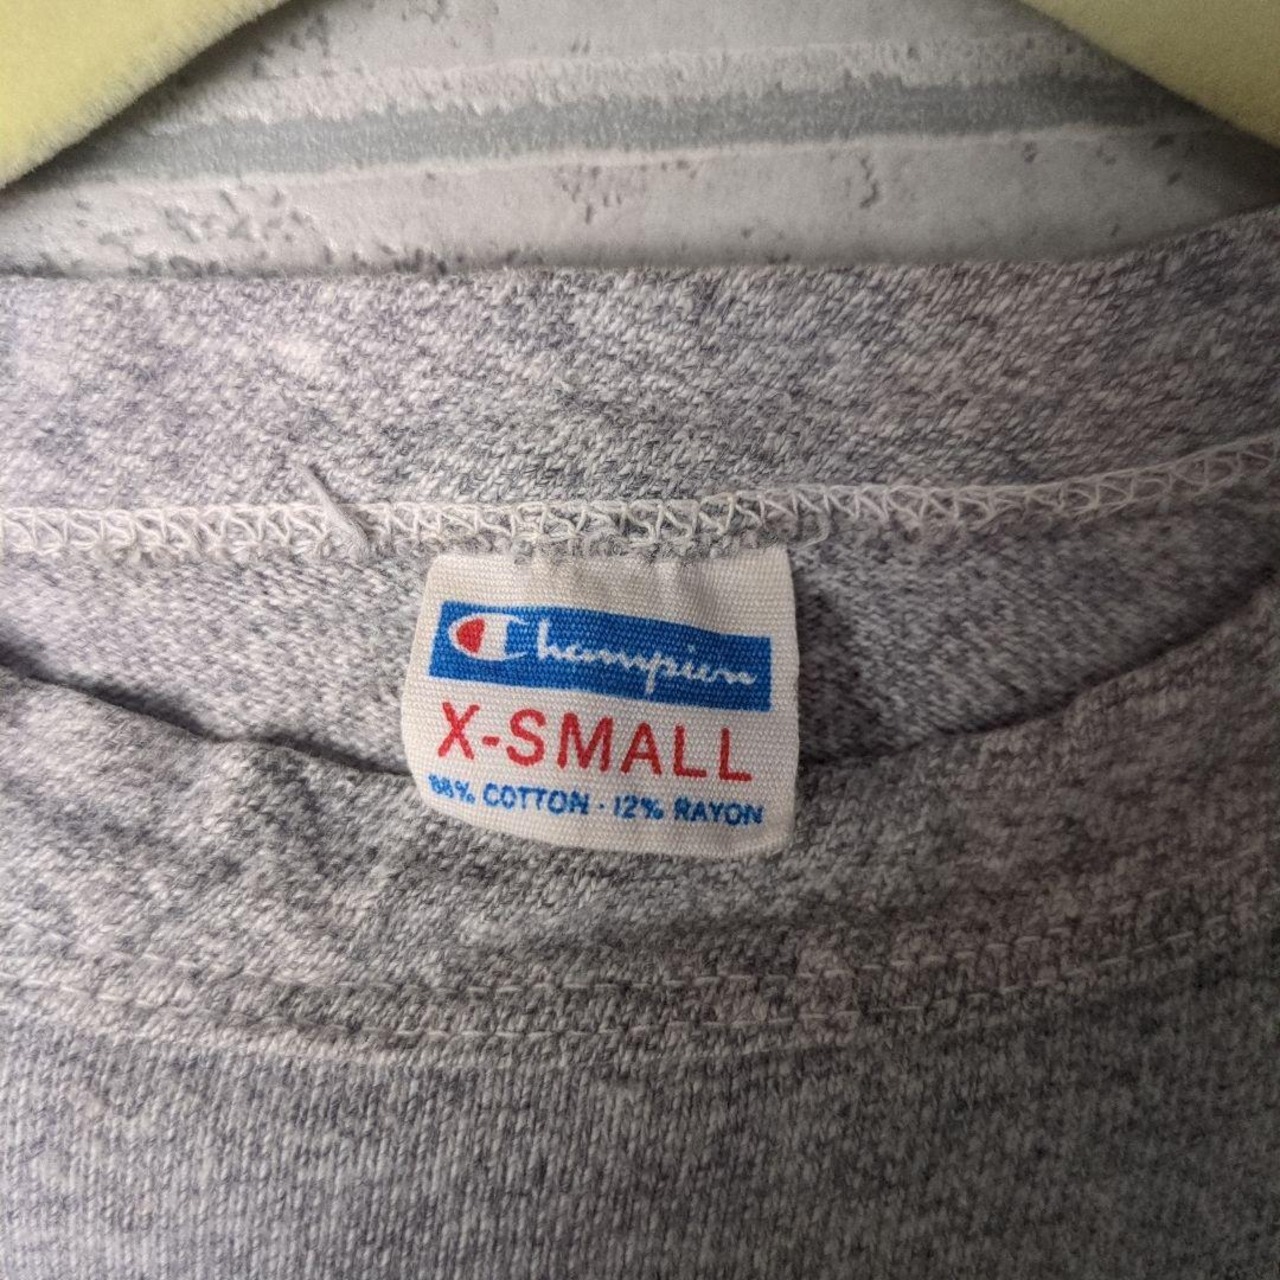 Champion
X-SMALL
88% COTTON · 12% RAYON